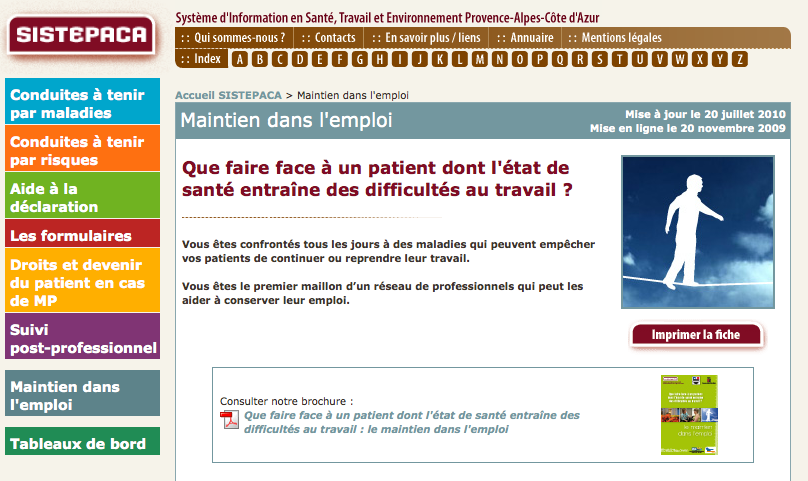 SISTEPACA
Système d'Information en Santé, Travail et Environnement Provence-Alpes-Côte d'Azur
:: Qui sommes-nous ? :: Contacts :: En savoir plus / liens :: Annuaire :: Mentions légales
:: Index A B C D E F G H I J K L M N O P Q R S T U V W X Y Z
Conduites à tenir
par maladies
Conduites à tenir
par risques
Aide à la
déclaration
Les formulaires
Droits et devenir
du patient en cas
de MP
Suivi
post-professionnel
Maintien dans
l'emploi
Tableaux de bord
Accueil SISTEPACA > Maintien dans l'emploi
Maintien dans l'emploi
Mise à jour le 20 juillet 2010
Mise en ligne le 20 novembre 2009
Que faire face à un patient dont l'état de
santé entraîne des difficultés au travail ?
Vous êtes confrontés tous les jours à des maladies qui peuvent empêcher
vos patients de continuer ou reprendre leur travail.
Vous êtes le premier maillon d’un réseau de professionnels qui peut les
aider à conserver leur emploi.
Imprimer la fiche
Consulter notre brochure :
Que faire face à un patient dont l'état de santé entraîne des
difficultés au travail : le maintien dans l'emploi
le maintien
dans l'emploi